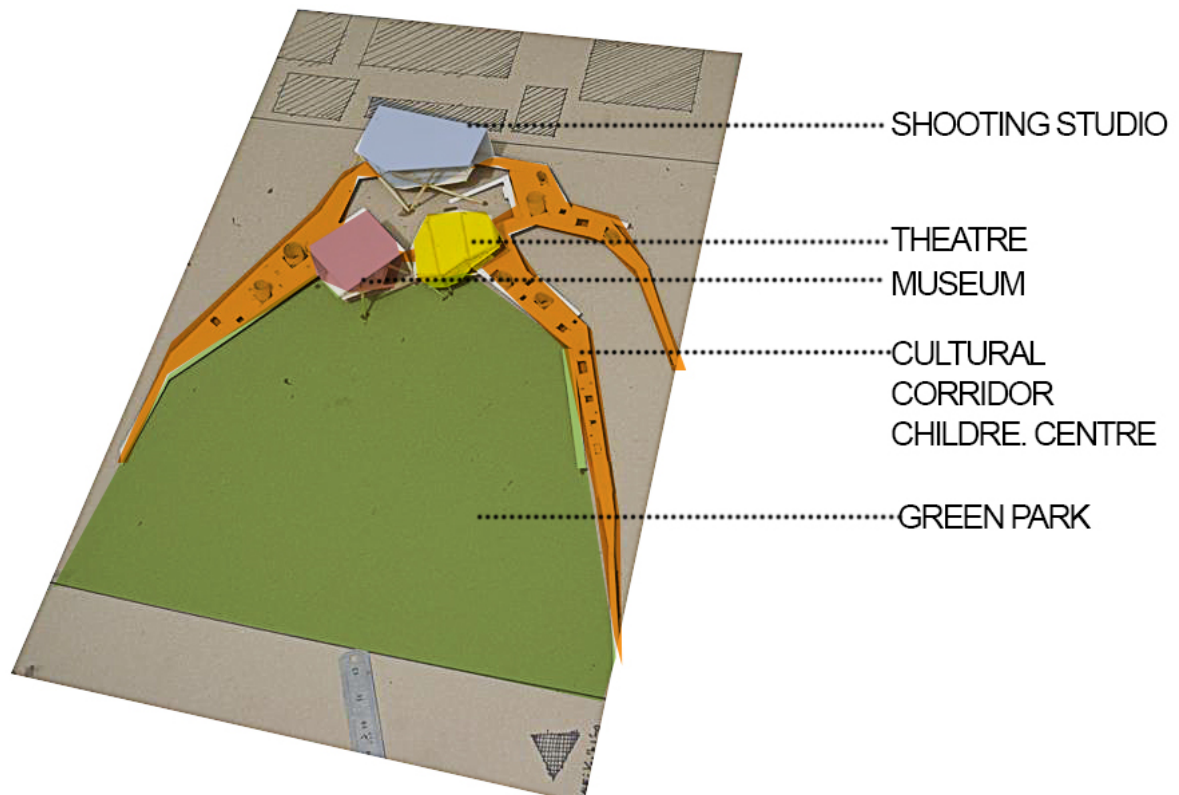 SHOOTING STUDIO
THEATRE
MUSEUM
CULTURAL
CORRIDOR
CHILDRE. CENTRE
GREEN PARK